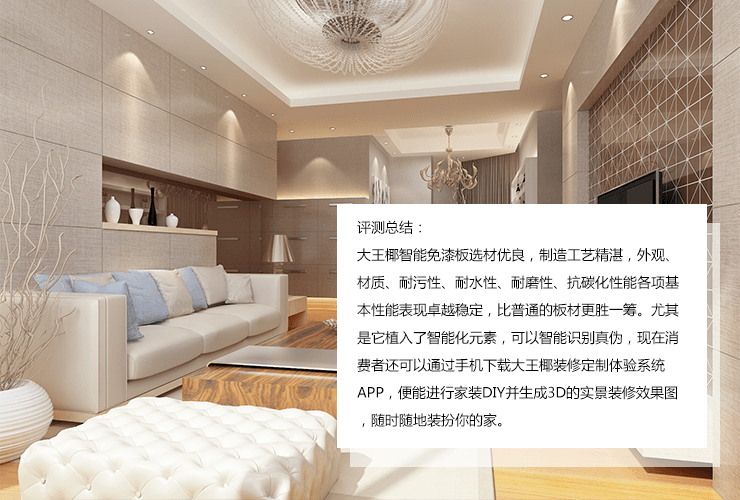 评测总结：
大王椰智能免漆板选材优良，制造工艺精湛，外观、
材质、耐污性、耐水性、耐磨性、抗碳化性能各项基
本性能表现卓越稳定，比普通的板材更胜一筹。尤其
是它植入了智能化元素，可以智能识别真伪，现在消
费者还可以通过手机下载大王椰装修定制体验系统
APP，便能进行家装DIY并生成3D的实景装修效果图
，随时随地装扮你的家。